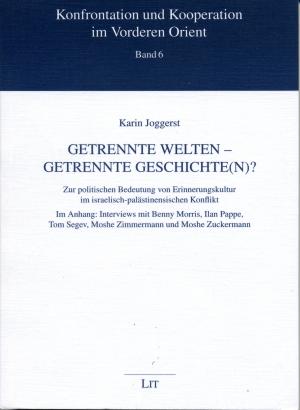 Konfrontation und Kooperation
im Vorderen Orient
Band 6
Karin Joggerst
GETRENNTE WELTEN –
GETRENNTE GESCHICHTE(N)?
Zur politischen Bedeutung von Erinnerungskultur
im israelisch-palästinensischen Konflikt
Im Anhang: Interviews mit Benny Morris, Ilan Pappe,
Tom Segev, Moshe Zimmermann und Moshe Zuckermann
LIT